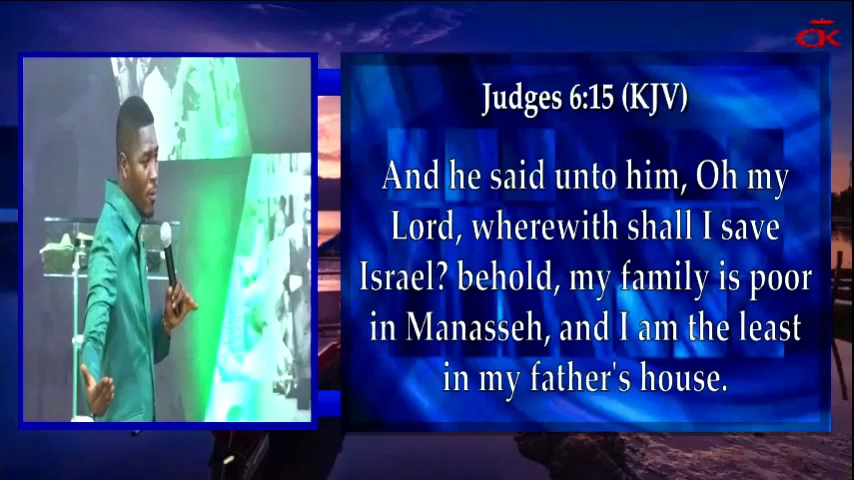 CK
Judges 6:15 (KJV)
And he said unto him, Oh my
Lord, wherewith shall I save
Israel? behold, my family is poor
in Manasseh, and I am the least
in my father's house.